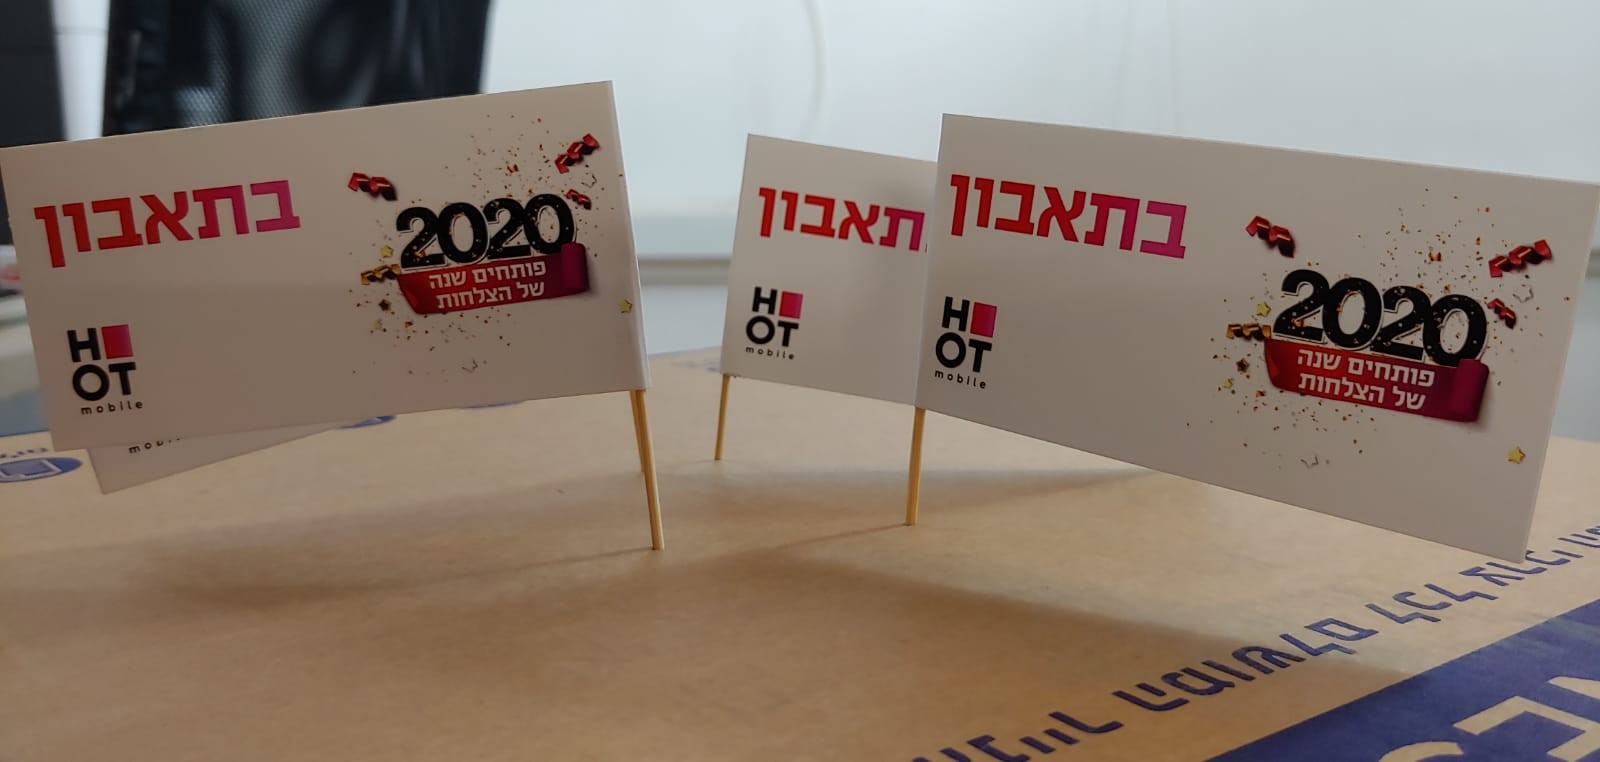 בתאבון
2020
פותחים שנה
של הצלחות
HOT
mobile
תאבון
HOT
mobile
בתאבון
2020
פותחים שנה
של הצלחות
HOT
mobile